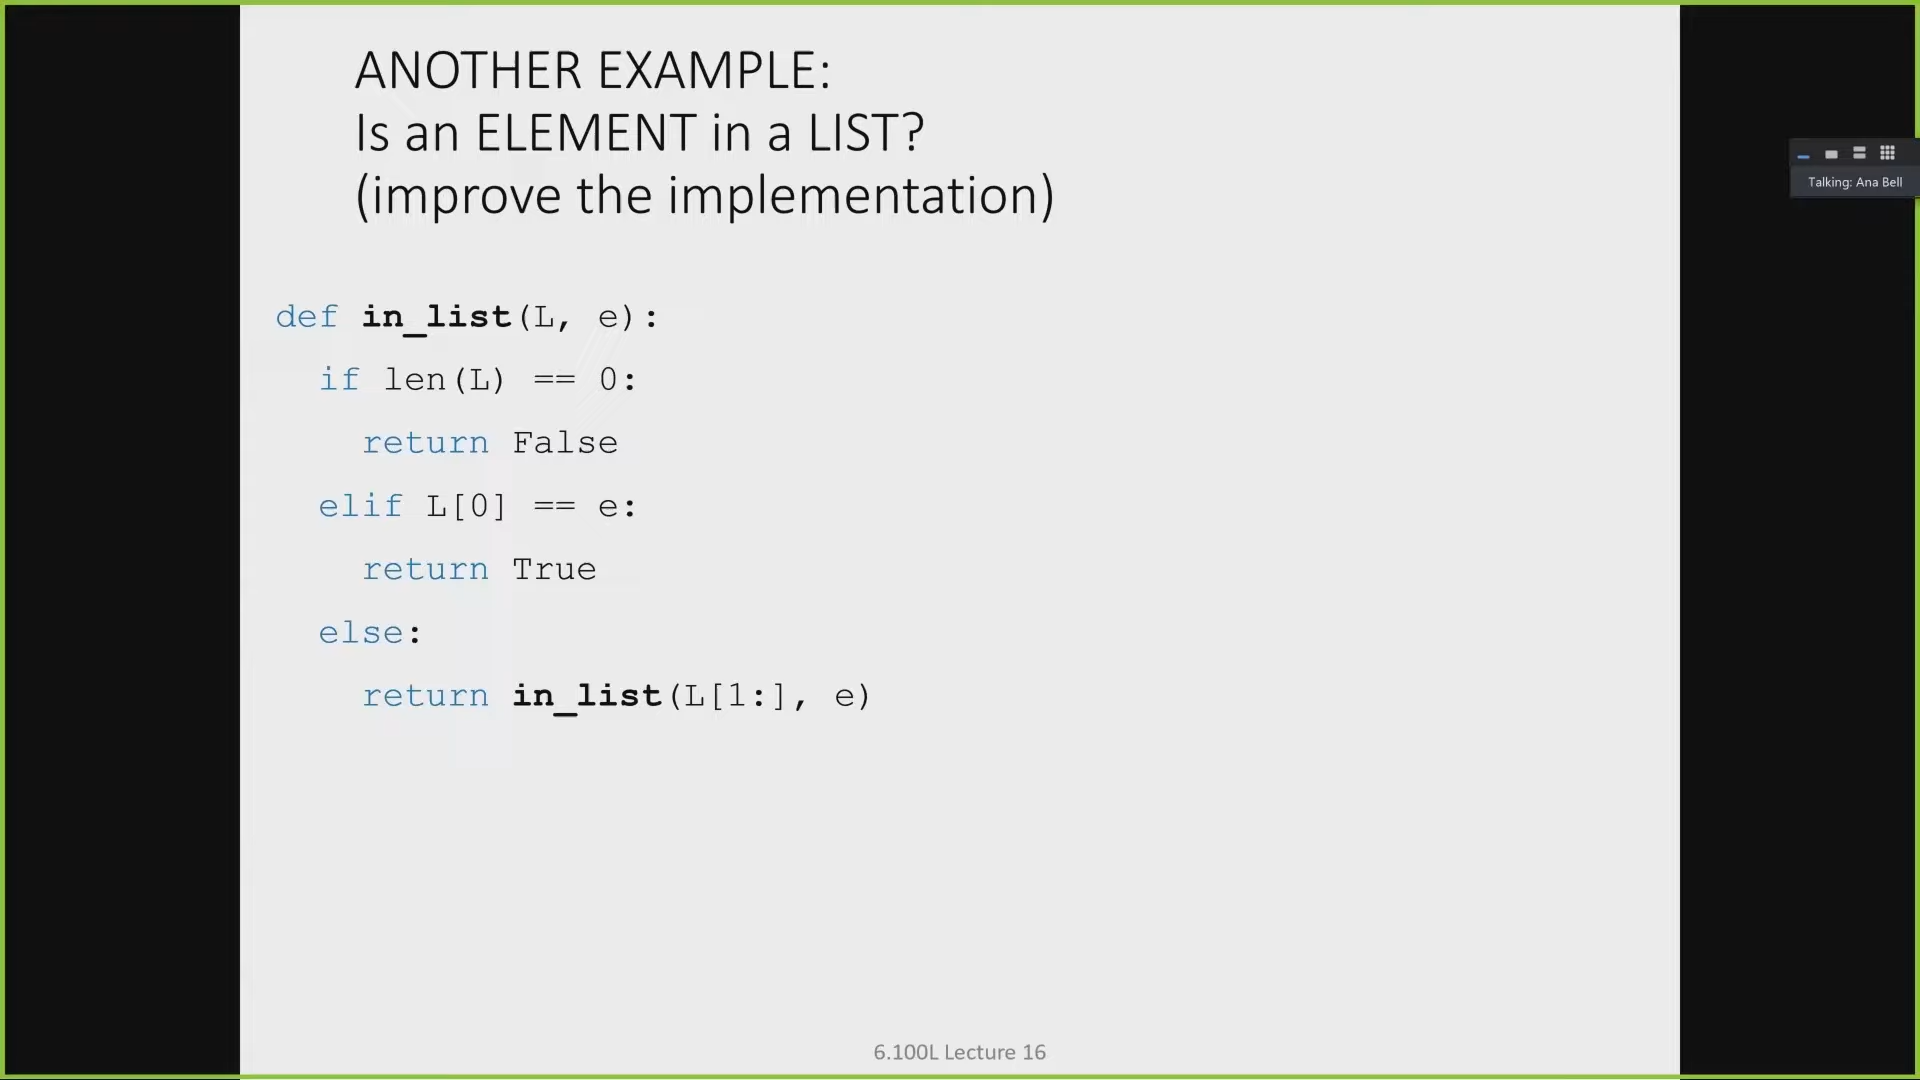 ANOTHER EXAMPLE:
Is an ELEMENT in a LIST?
(improve the implementation)
Talking: Ana Bell
def in_list(L, e):
  if len(L) == 0:
    return False
  elif L[0] == e:
    return True
  else:
    return in_list(L[1:], e)
6.100L Lecture 16